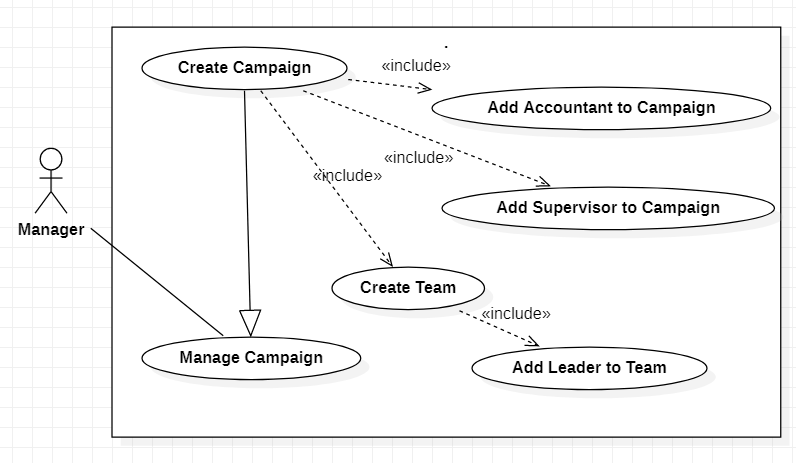 Create Campaign
«include»
Add Accountant to Campaign
«include»
«include»
Add Supervisor to Campaign
Manager
Create Team
«include»
Manage Campaign
Add Leader to Team